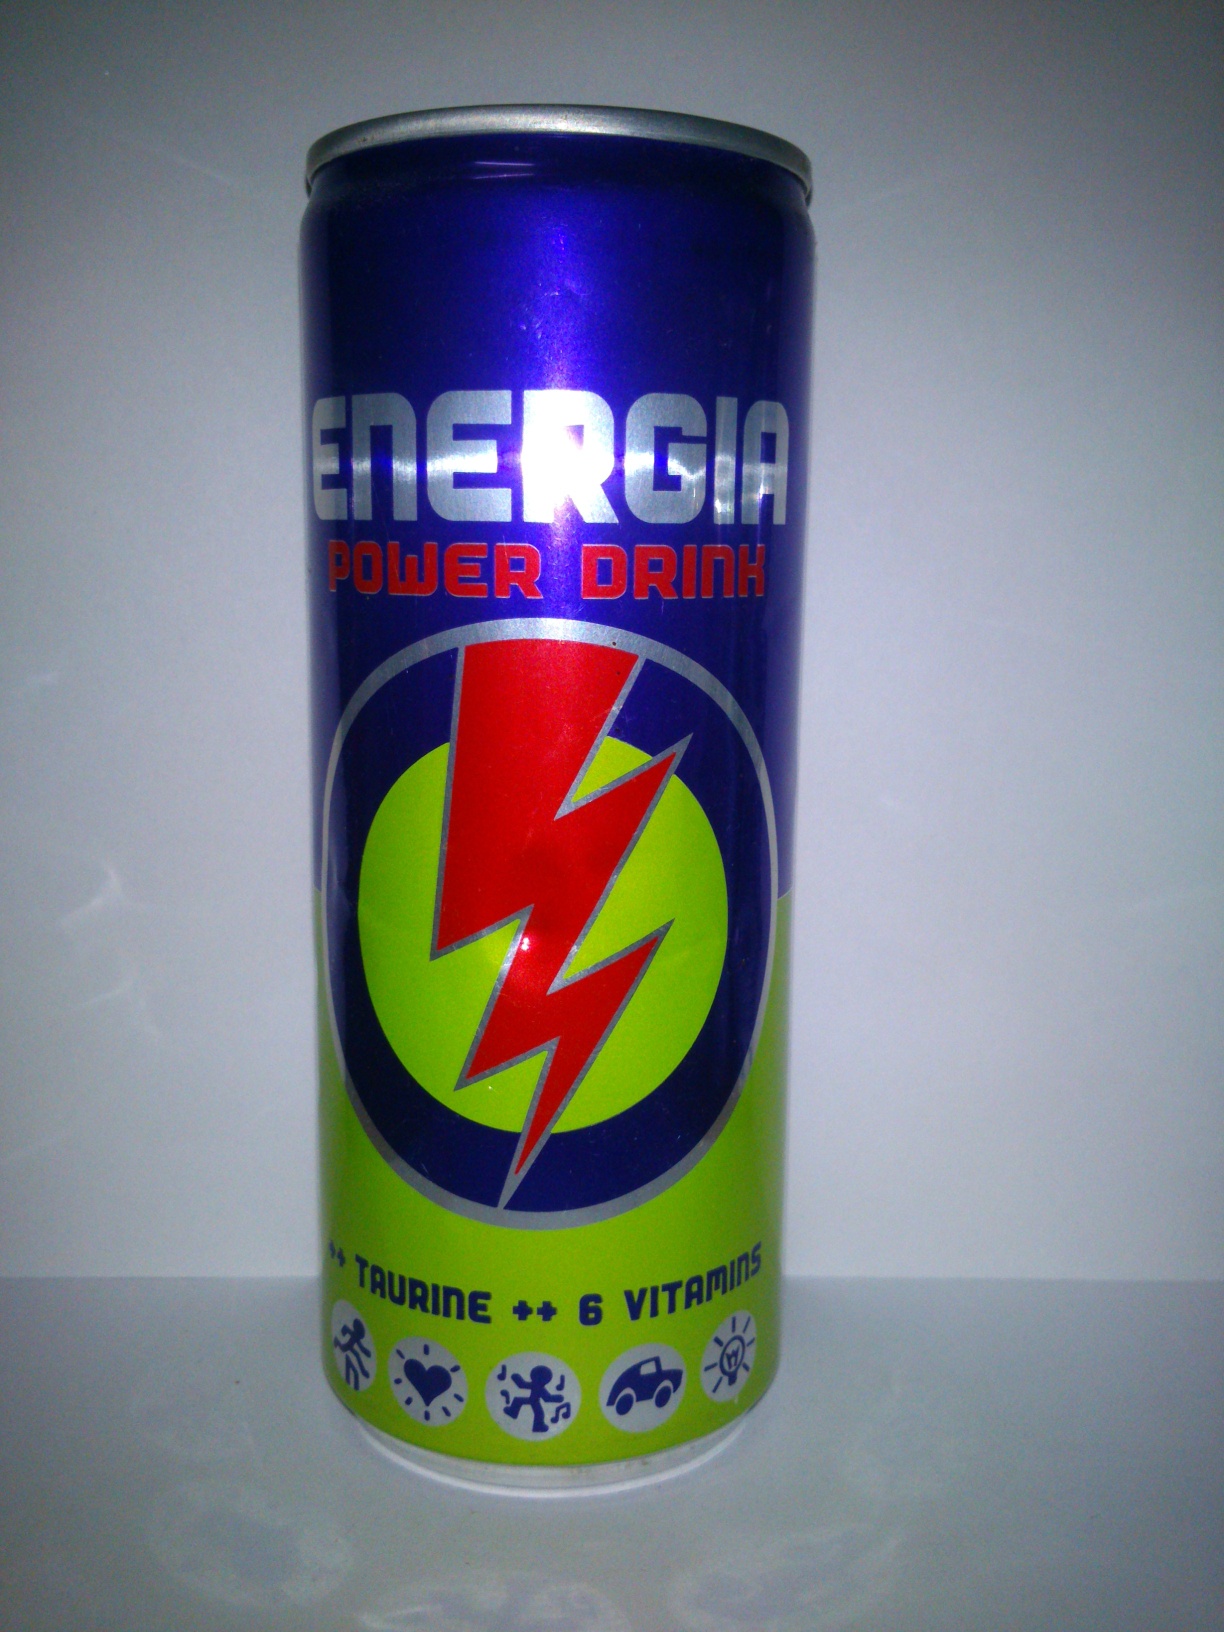 ENERGIA
POWER DRINK
++ TAURINE ++ 6 VITAMINS